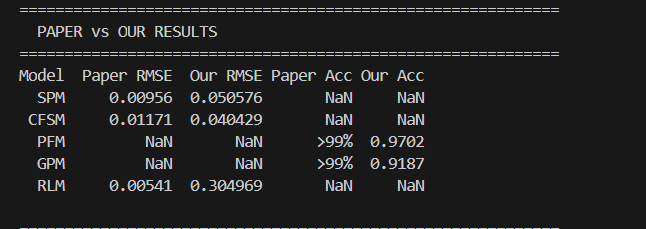 ============================================================
PAPER vs OUR RESULTS
============================================================
Model  Paper RMSE  Our RMSE Paper Acc Our Acc
  SPM     0.00956  0.050576       NaN     NaN
 CFSM     0.01171  0.040429       NaN     NaN
  PFM         NaN       NaN      >99%  0.9702
  GPM         NaN       NaN      >99%  0.9187
  RLM     0.00541  0.304969       NaN     NaN
============================================================